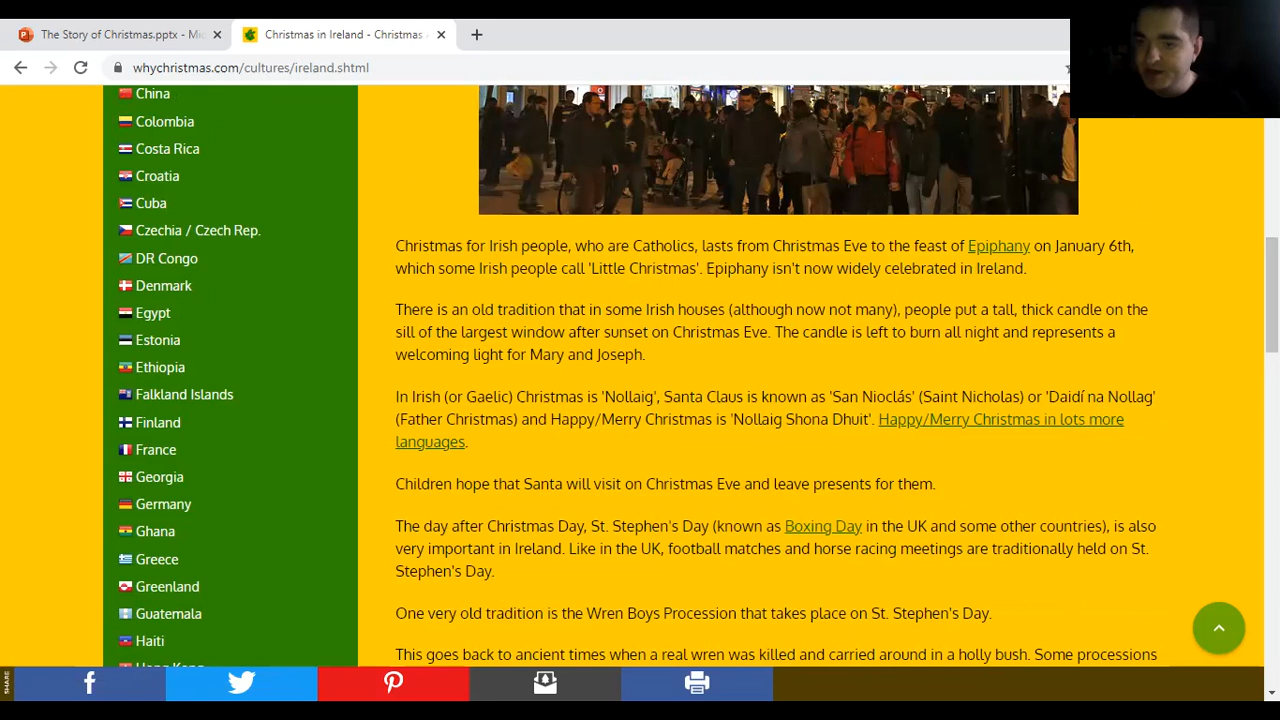 The Story of Christmas.pptx - Mic
Christmas in Ireland - Christmas
whychristmas.com/cultures/ireland.shtml
China
Colombia
Costa Rica
Croatia
Cuba
Czechia / Czech Rep.
DR Congo
Denmark
Egypt
Estonia
Ethiopia
Falkland Islands
Finland
France
Georgia
Germany
Ghana
Greece
Greenland
Guatemala
Haiti
Hong Kong
Christmas for Irish people, who are Catholics, lasts from Christmas Eve to the feast of Epiphany on January 6th,
which some Irish people call 'Little Christmas'. Epiphany isn't now widely celebrated in Ireland.
There is an old tradition that in some Irish houses (although now not many), people put a tall, thick candle on the
sill of the largest window after sunset on Christmas Eve. The candle is left to burn all night and represents a
welcoming light for Mary and Joseph.
In Irish (or Gaelic) Christmas is 'Nollaig', Santa Claus is known as 'San Nioclás' (Saint Nicholas) or 'Daidí na Nollag'
(Father Christmas) and Happy/Merry Christmas is 'Nollaig Shona Dhuit'. Happy/Merry Christmas in lots more
languages.
Children hope that Santa will visit on Christmas Eve and leave presents for them.
The day after Christmas Day, St. Stephen's Day (known as Boxing Day in the UK and some other countries), is also
very important in Ireland. Like in the UK, football matches and horse racing meetings are traditionally held on St.
Stephen's Day.
One very old tradition is the Wren Boys Procession that takes place on St. Stephen's Day.
This goes back to ancient times when a real wren was killed and carried around in a holly bush. Some processions
SHARE